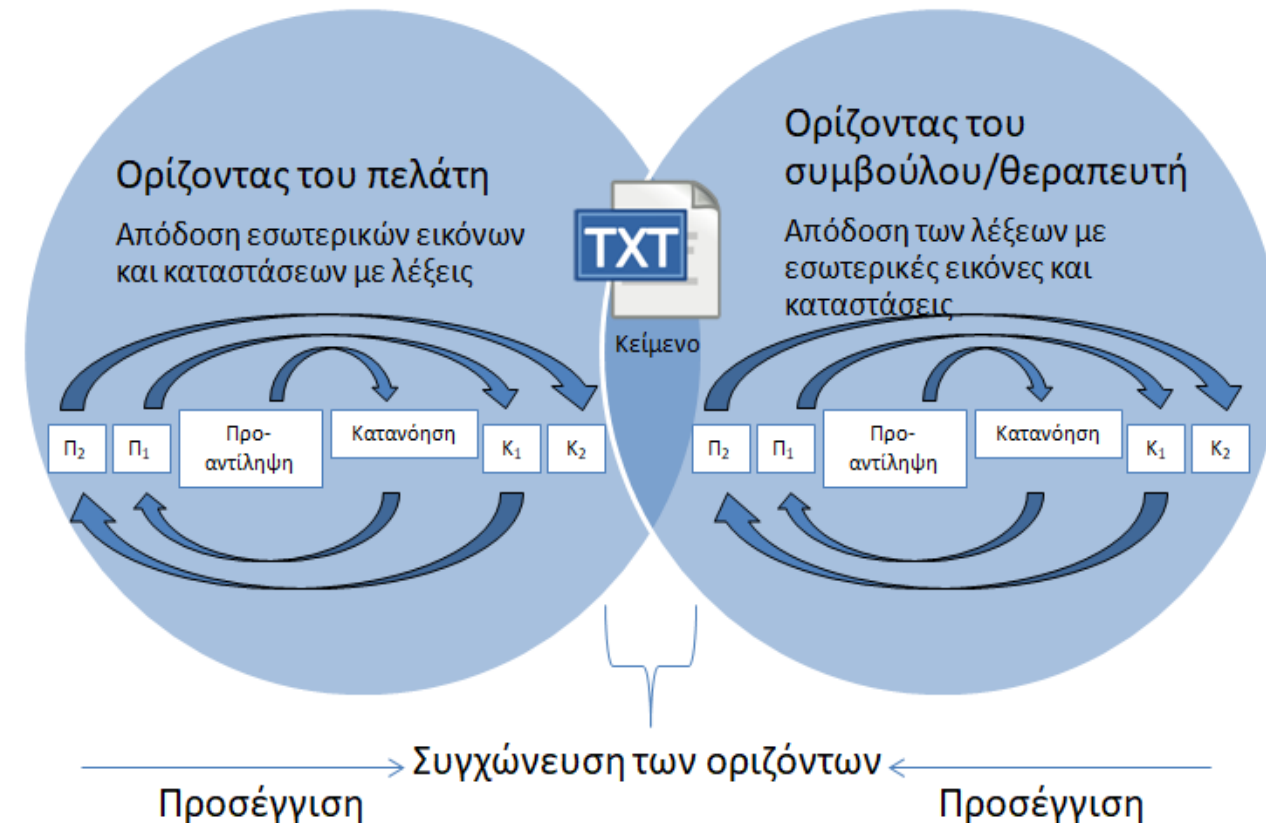 Ορίζοντας του πελάτη
Απόδοση εσωτερικών εικόνων
και καταστάσεων με λέξεις
Ορίζοντας του
συμβούλου/θεραπευτή
Απόδοση των λέξεων με
εσωτερικές εικόνες και
καταστάσεις
TXT
Κείμενο
Π₂
Π₁
Προ-
αντίληψη
Κατανόηση
Κ₁
Κ₂
Π₂
Π₁
Προ-
αντίληψη
Κατανόηση
Κ₁
Κ₂
Συγχώνευση των οριζόντων
Προσέγγιση
Προσέγγιση